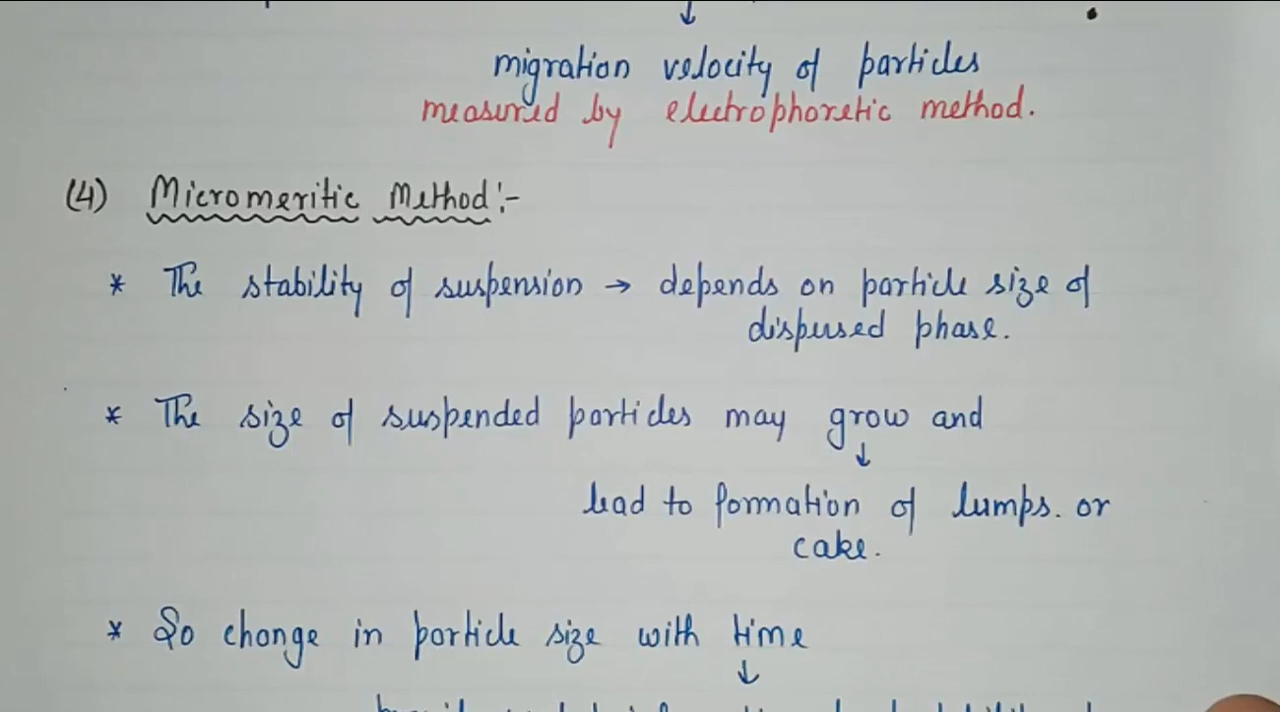 ↓
migration velocity of particles
measured by electrophoretic method.
(4) Micromeritic Method :-
* The stability of suspension → depends on particle size of
dispersed phase.
* The size of suspended particles may grow and
↓
lead to formation of lumps. or
cake.
* So change in particle size with time
↓